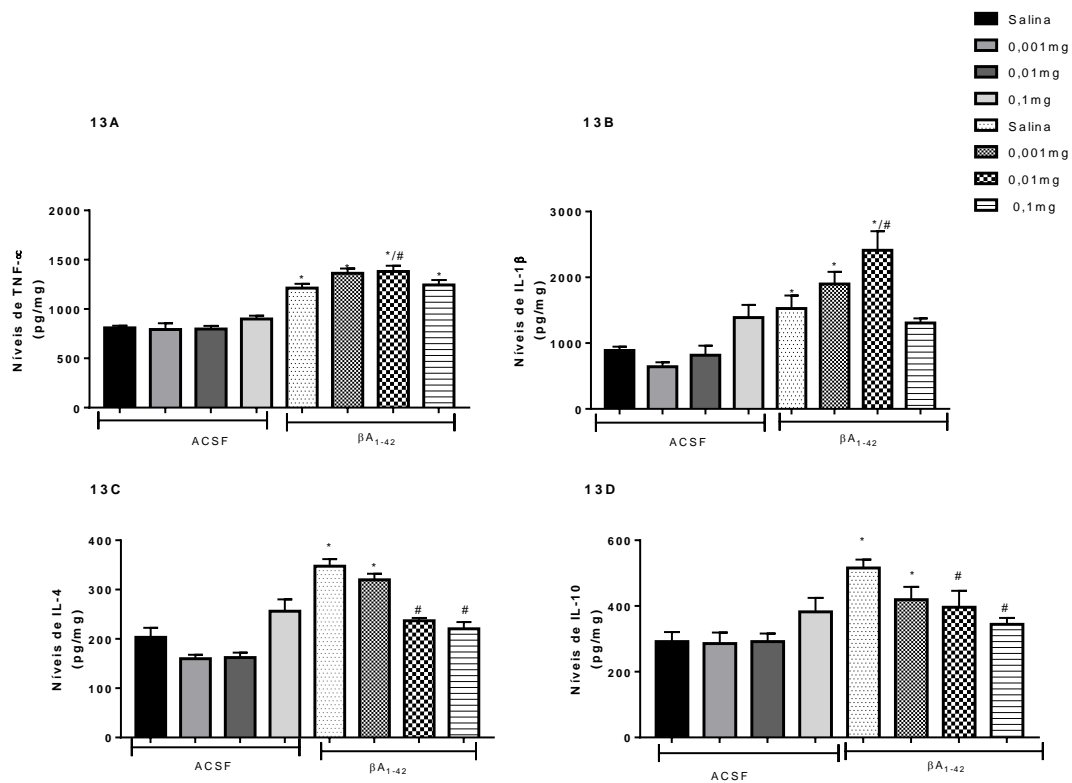 Salina
0,001mg
0,01mg
0,1mg
Salina
0,001mg
0,01mg
0,1mg
13A
Níveis de TNF-α
(pg/mg)
2000
1500
1000
500
0
* * */# *
ACSF
βA1-42
13B
Níveis de IL-1β
(pg/mg)
3000
2000
1000
0
* * */#
ACSF
βA1-42
13C
Níveis de IL-4
(pg/mg)
400
300
200
100
0
* * # #
ACSF
βA1-42
13D
Níveis de IL-10
(pg/mg)
600
400
200
0
* * # #
ACSF
βA1-42